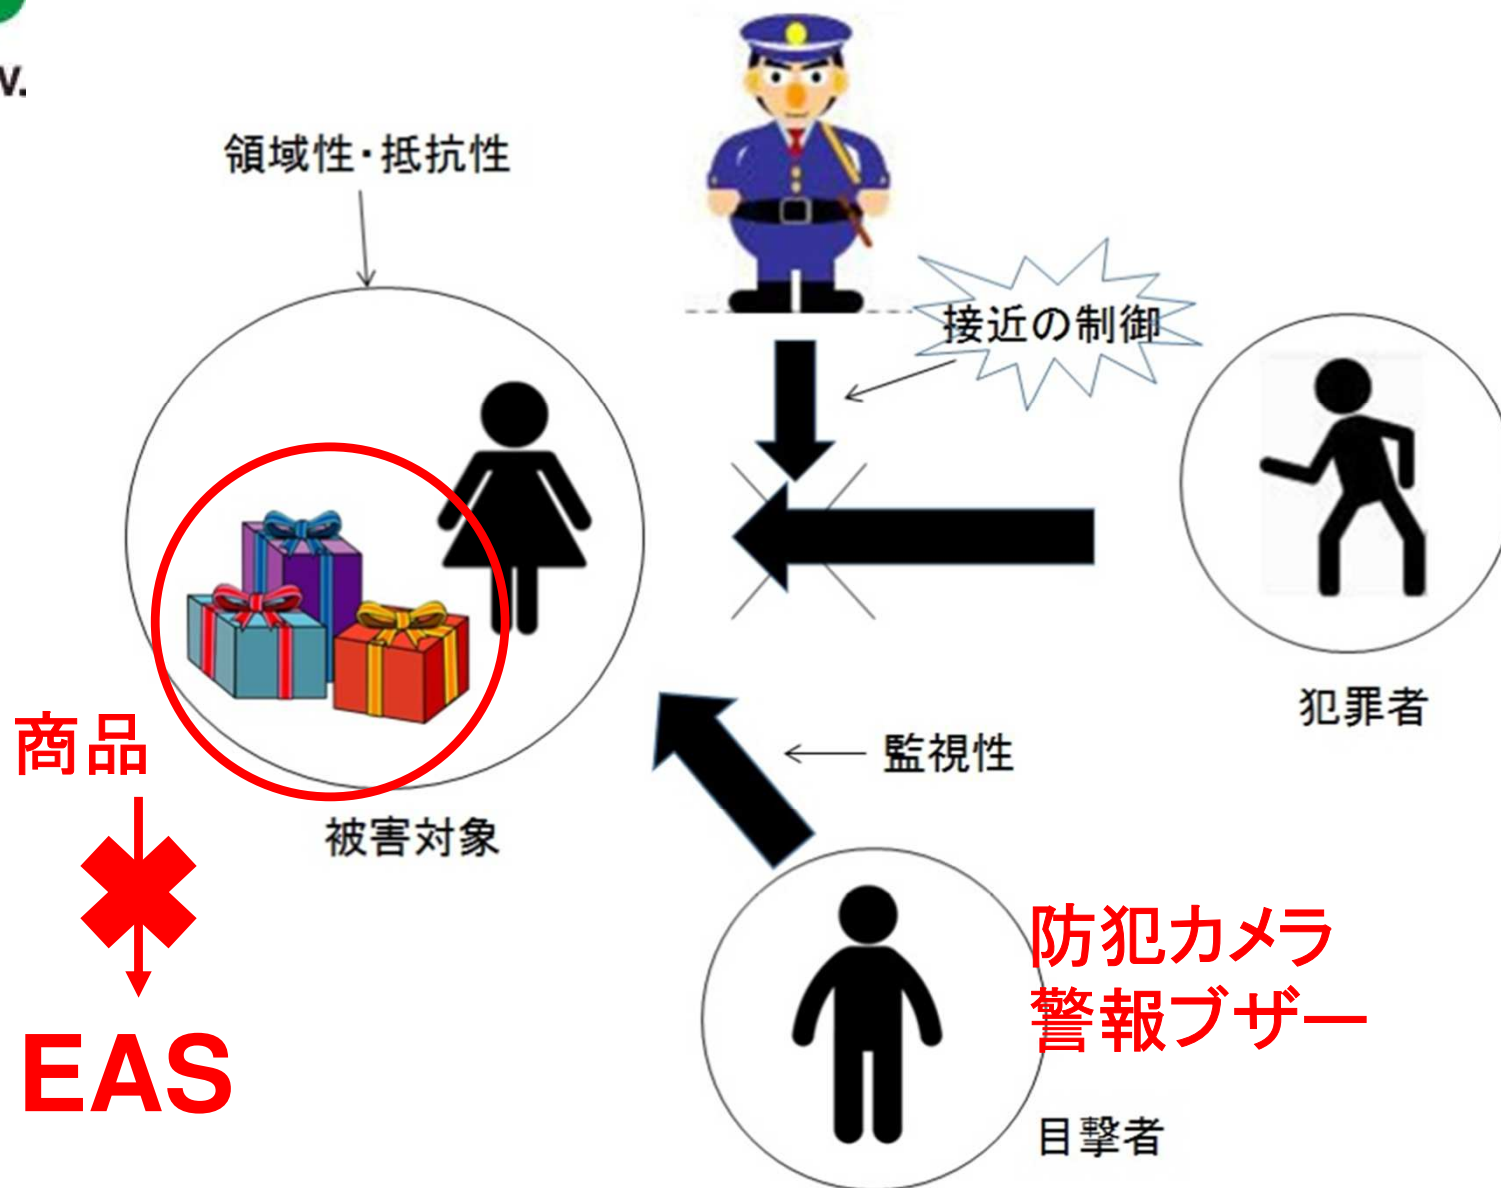 w.
領域性・抵抗性
接近の制御
犯罪者
商品
監視性
被害対象
防犯カメラ
警報ブザー
EAS
目撃者